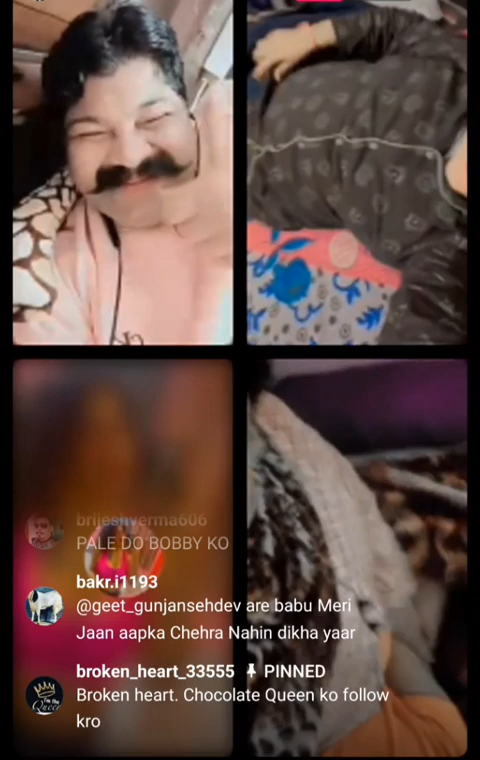 brijeshverma606
PALE DO BOBBY KO
bakr.i1193
@geet_gunjansehdev are babu Meri
Jaan aapka Chehra Nahin dikha yaar
broken_heart_33555 PINNED
Broken heart. Chocolate Queen ko follow
kro